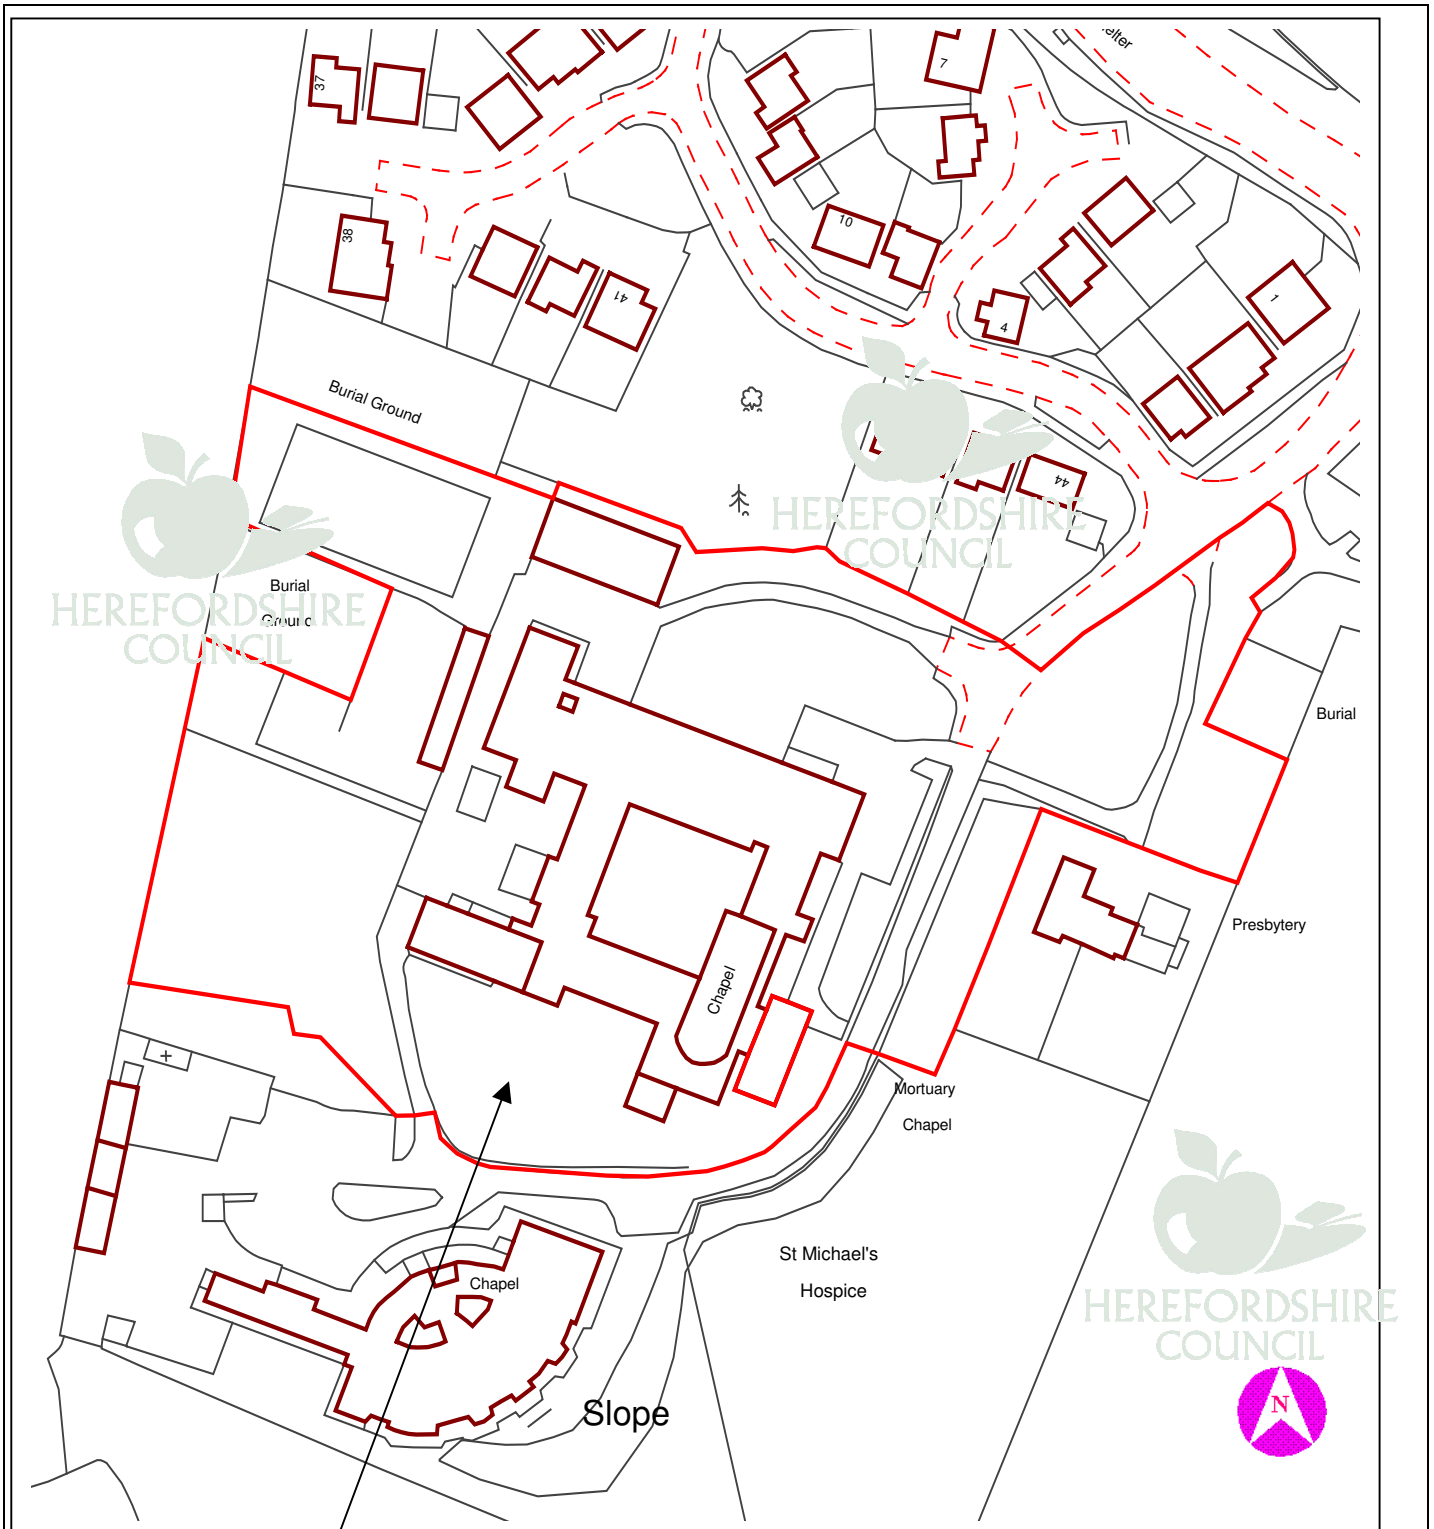 37
7
10
38
41
1
4
Burial Ground
44
HEREFORDSHIRE
COUNCIL
Burial
Ground
HEREFORDSHIRE
COUNCIL
Burial
Presbytery
Chapel
Mortuary
Chapel
St Michael's
Hospice
Chapel
HEREFORDSHIRE
COUNCIL
Slope
N